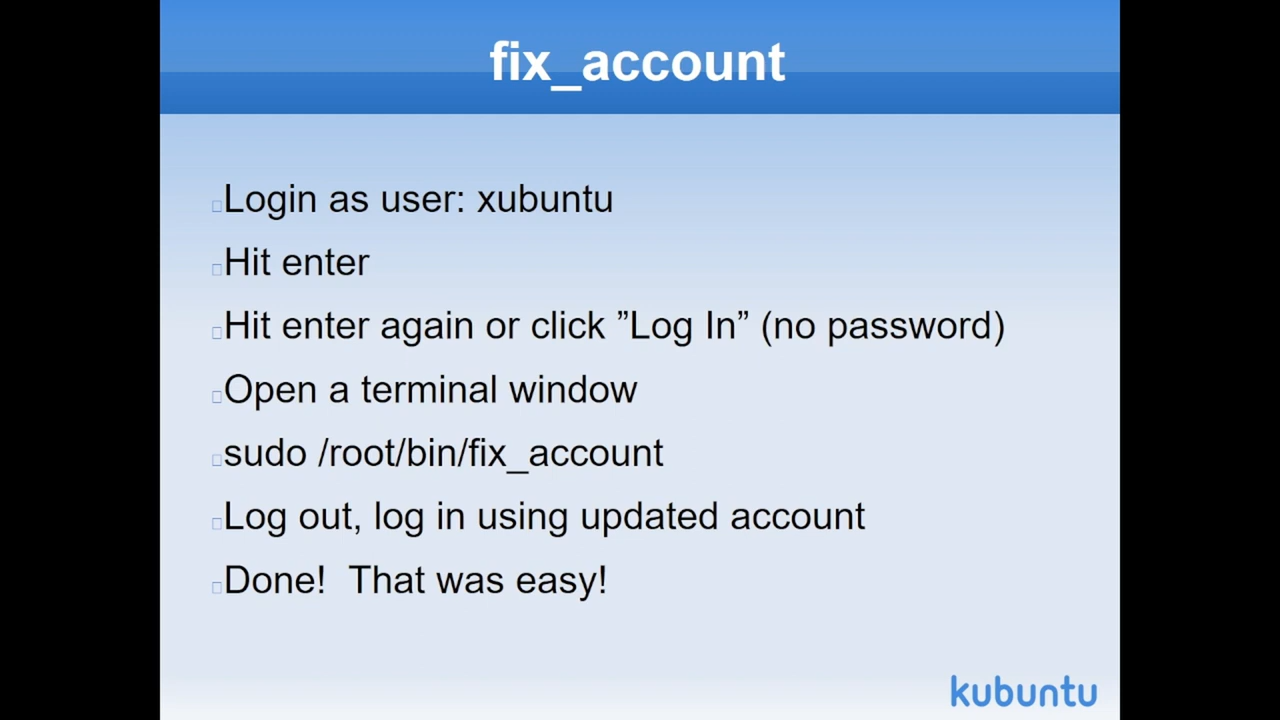 fix_account
Login as user: xubuntu
Hit enter
Hit enter again or click ”Log In” (no password)
Open a terminal window
sudo /root/bin/fix_account
Log out, log in using updated account
Done!  That was easy!
kubuntu